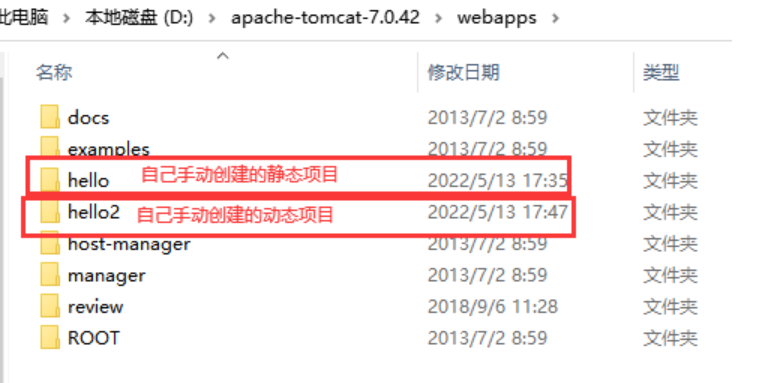 此电脑 > 本地磁盘 (D:) > apache-tomcat-7.0.42 > webapps >
名称 修改日期 类型
docs 2013/7/2 8:59 文件夹
examples 2013/7/2 8:59 文件夹
hello 自己手动创建的静态项目 2022/5/13 17:35 文件夹
hello2 自己手动创建的动态项目 2022/5/13 17:47 文件夹
host-manager 2013/7/2 8:59 文件夹
manager 2013/7/2 8:59 文件夹
review 2018/9/6 11:28 文件夹
ROOT 2013/7/2 8:59 文件夹